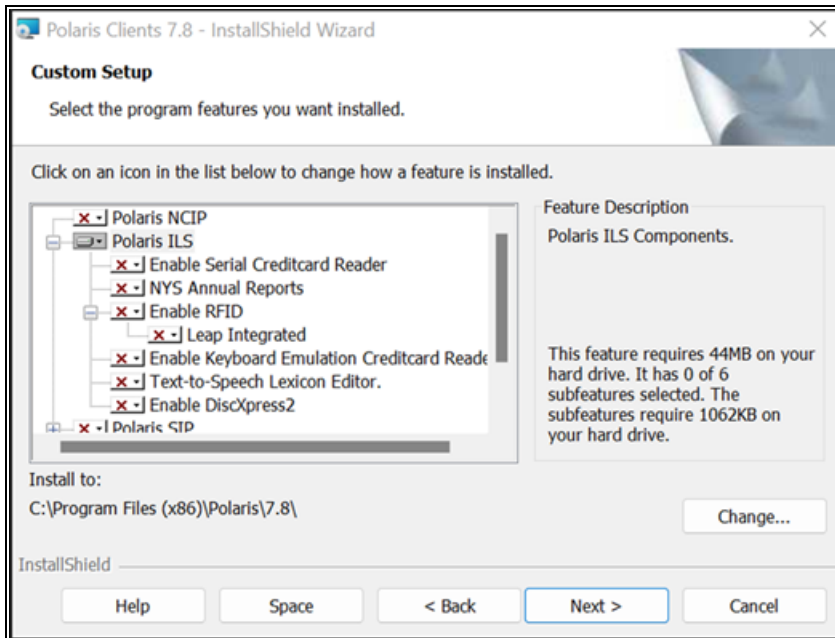 Polaris Clients 7.8 - InstallShield Wizard
Custom Setup
Select the program features you want installed.
Click on an icon in the list below to change how a feature is installed.
Polaris NCIP
Polaris ILS
Enable Serial Creditcard Reader
NYS Annual Reports
Enable RFID
Leap Integrated
Enable Keyboard Emulation Creditcard Reade
Text-to-Speech Lexicon Editor.
Enable DiscXpress2
Polaris SIP
Feature Description
Polaris ILS Components.
This feature requires 44MB on your
hard drive. It has 0 of 6
subfeatures selected. The
subfeatures require 1062KB on
your hard drive.
Install to:
C:\Program Files (x86)\Polaris\7.8\
Change...
InstallShield
Help
Space
< Back
Next >
Cancel